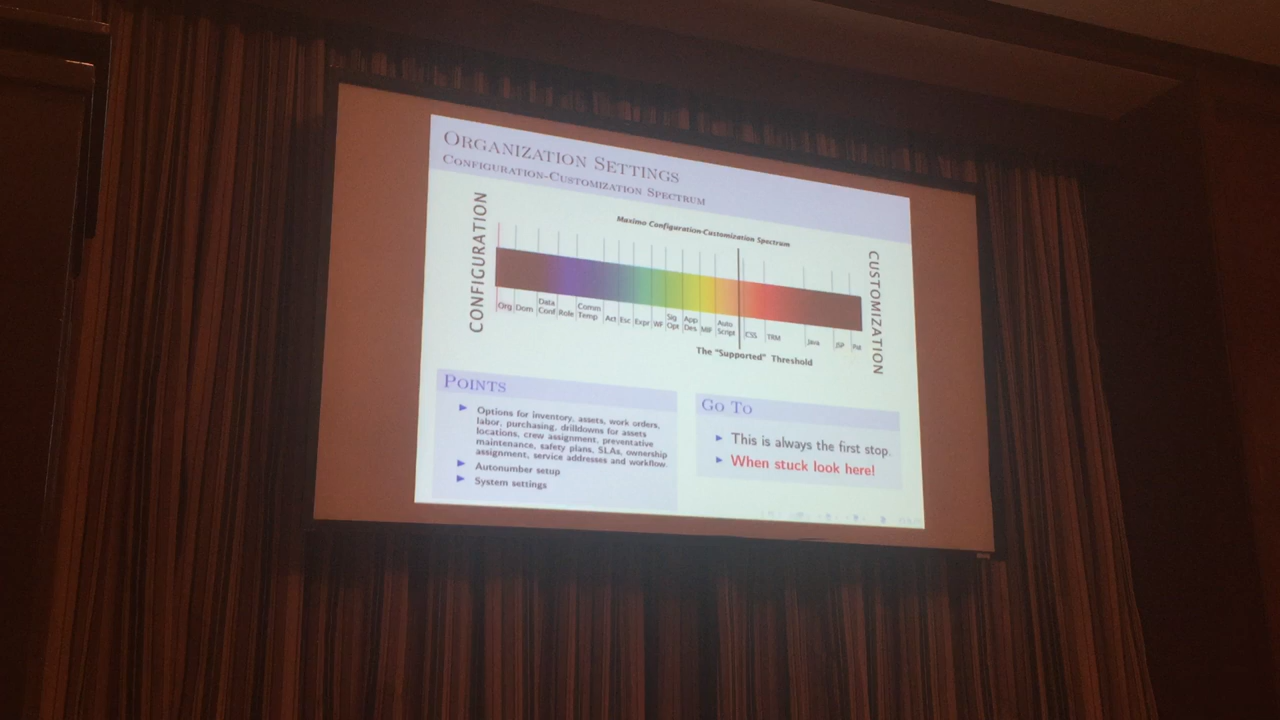 ORGANIZATION SETTINGS
CONFIGURATION-CUSTOMIZATION SPECTRUM
Maximo Configuration-Customization Spectrum
CONFIGURATION
Org Dom Data Conf Role Comm Temp Act Esc Expr WF Sig Opt App Des MIF Auto Script CSS TRM Java JSP
CUSTOMIZATION
The "Supported" Threshold
POINTS
Options for inventory, assets, work orders,
labor, purchasing, drilldowns for assets
locations, crew assignment, preventative
maintenance, safety plans, SLAs, ownership
assignment, service addresses and workflow.
Autonumber setup
System settings
GO TO
This is always the first stop.
When stuck look here!